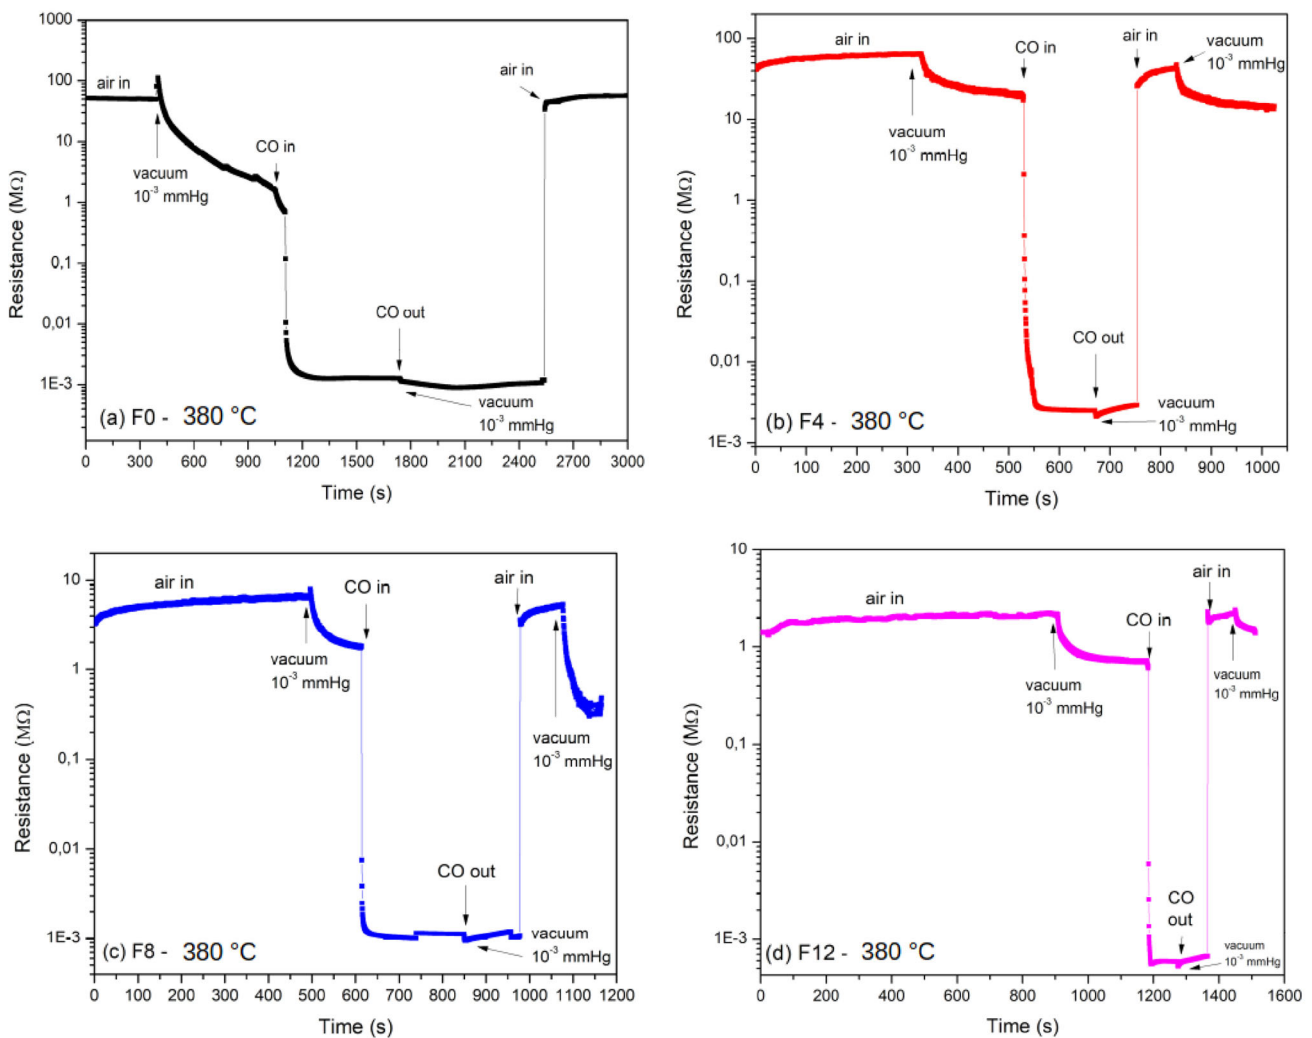 1000
100
10
1
0,1
0,01
1E-3
Resistance (MΩ)
air in
vacuum
10⁻³ mmHg
CO in
CO out
vacuum
10⁻³ mmHg
air in
(a) F0 - 380 °C
0 300 600 900 1200 1500 1800 2100 2400 2700 3000
Time (s)
100
10
1
0,1
0,01
1E-3
Resistance (MΩ)
air in
vacuum
10⁻³ mmHg
CO in
CO out
vacuum
10⁻³ mmHg
air in
vacuum
10⁻³ mmHg
(b) F4 - 380 °C
0 100 200 300 400 500 600 700 800 900 1000
Time (s)
10
1
0,1
0,01
1E-3
Resistance (MΩ)
air in
vacuum
10⁻³ mmHg
CO in
CO out
vacuum
10⁻³ mmHg
air in
vacuum
10⁻³ mmHg
(c) F8 - 380 °C
0 100 200 300 400 500 600 700 800 900 1000 1100 1200
Time (s)
10
1
0,1
0,01
1E-3
Resistance (MΩ)
air in
vacuum
10⁻³ mmHg
CO in
CO
out
vacuum
10⁻³ mmHg
air in
vacuum
10⁻³ mmHg
(d) F12 - 380 °C
0 200 400 600 800 1000 1200 1400 1600
Time (s)